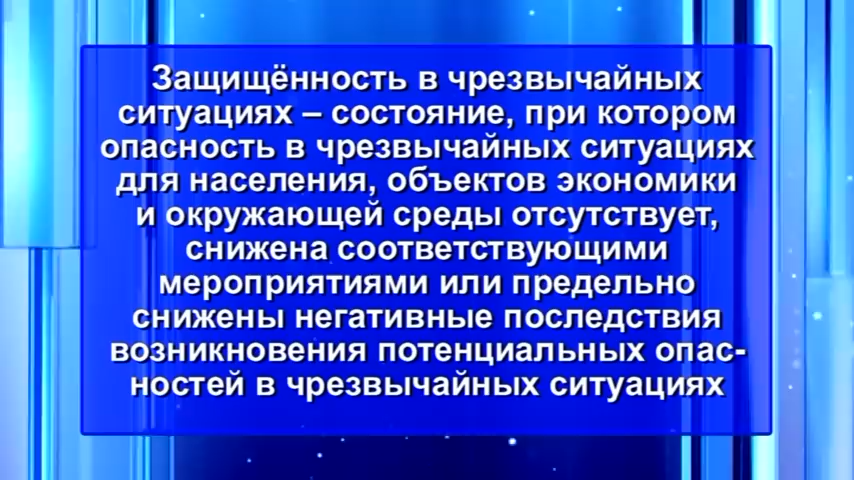 Защищённость в чрезвычайных
ситуациях – состояние, при котором
опасность в чрезвычайных ситуациях
для населения, объектов экономики
и окружающей среды отсутствует,
снижена соответствующими
мероприятиями или предельно
снижены негативные последствия
возникновения потенциальных опас-
ностей в чрезвычайных ситуациях